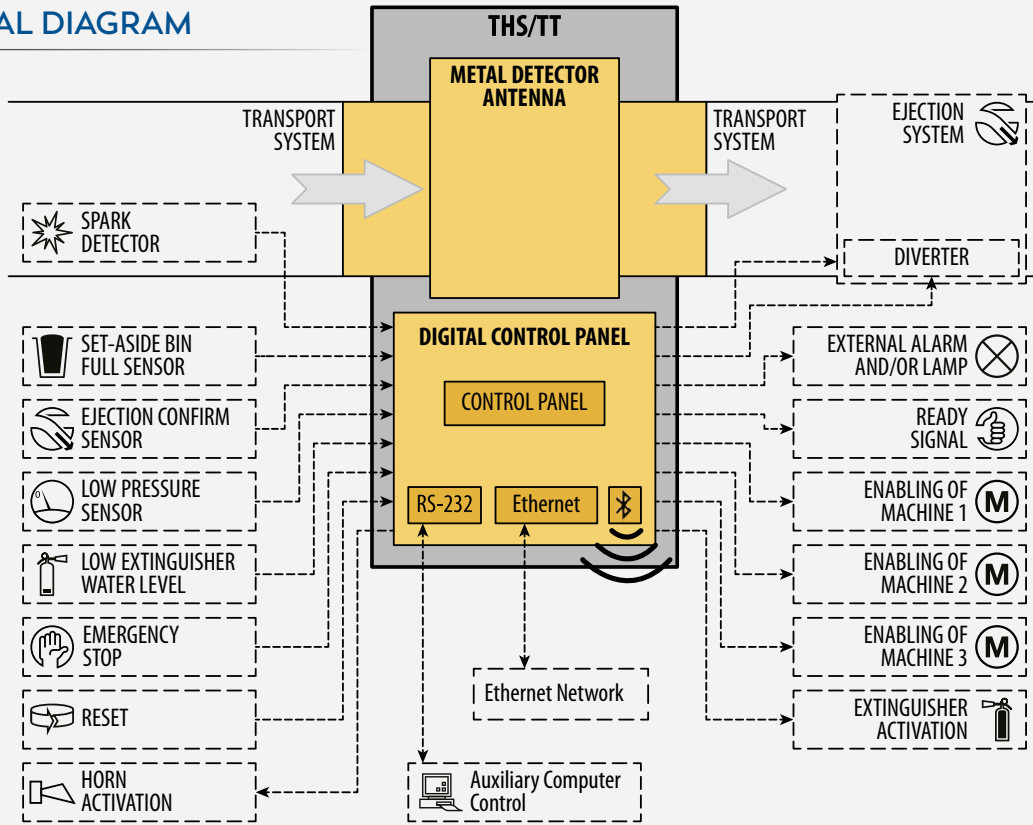 AL DIAGRAM
THS/TT
METAL DETECTOR
ANTENNA
TRANSPORT
SYSTEM
TRANSPORT
SYSTEM
EJECTION
SYSTEM
DIVERTER
SPARK
DETECTOR
SET-ASIDE BIN
FULL SENSOR
EJECTION CONFIRM
SENSOR
0
LOW PRESSURE
SENSOR
LOW EXTINGUISHER
WATER LEVEL
EMERGENCY
STOP
RESET
HORN
ACTIVATION
DIGITAL CONTROL PANEL
CONTROL PANEL
RS-232
Ethernet
Ethernet Network
Auxiliary Computer
Control
EXTERNAL ALARM
AND/OR LAMP
READY
SIGNAL
ENABLING OF
MACHINE 1
M
ENABLING OF
MACHINE 2
M
ENABLING OF
MACHINE 3
M
EXTINGUISHER
ACTIVATION